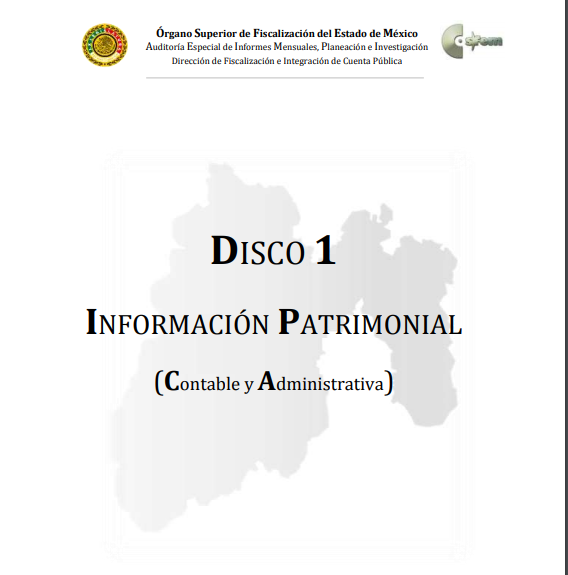 Órgano Superior de Fiscalización del Estado de México
Auditoría Especial de Informes Mensuales, Planeación e Investigación
Dirección de Fiscalización e Integración de Cuenta Pública
osfem
DISCO 1
INFORMACIÓN PATRIMONIAL
(Contable y Administrativa)